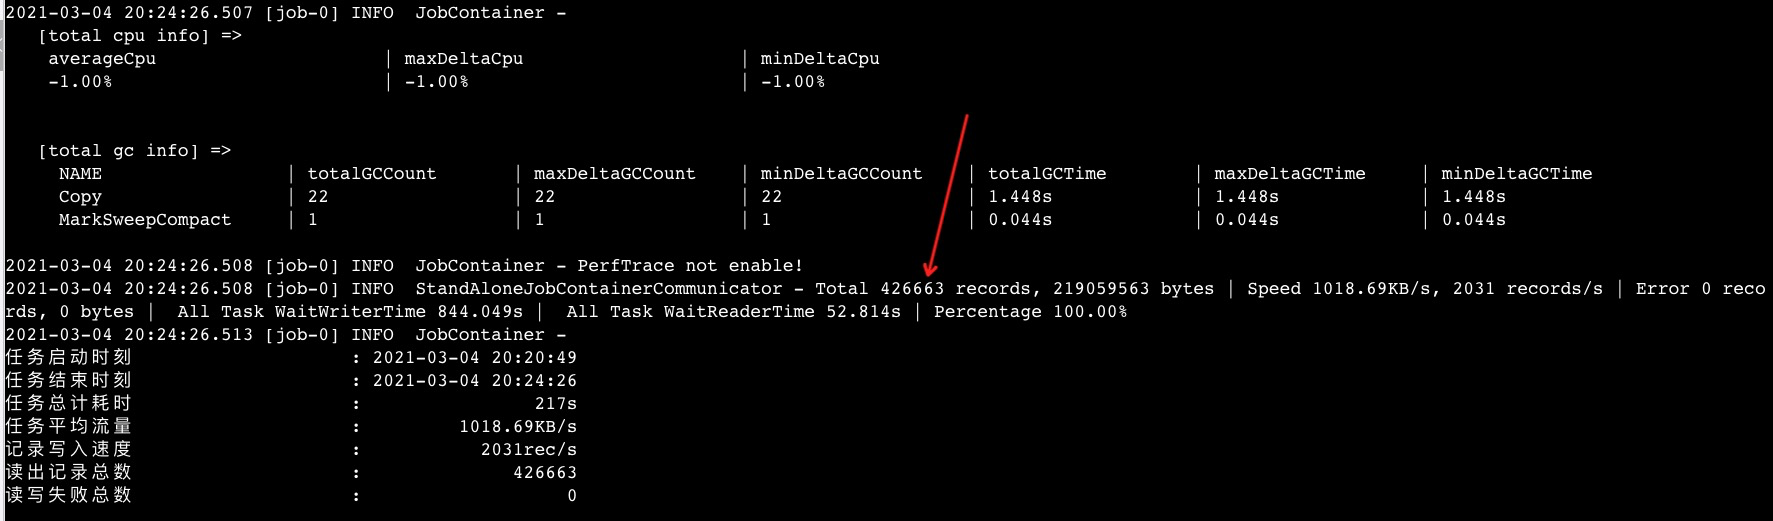 2021-03-04 20:24:26.507 [job-0] INFO  JobContainer -
[total cpu info] =>
averageCpu | maxDeltaCpu | minDeltaCpu
-1.00% | -1.00% | -1.00%
[total gc info] =>
NAME | totalGCCount | maxDeltaGCCount | minDeltaGCCount | totalGCTime | maxDeltaGCTime | minDeltaGCTime
Copy | 22 | 22 | 22 | 1.448s | 1.448s | 1.448s
MarkSweepCompact | 1 | 1 | 1 | 0.044s | 0.044s | 0.044s
2021-03-04 20:24:26.508 [job-0] INFO  JobContainer - PerfTrace not enable!
2021-03-04 20:24:26.508 [job-0] INFO  StandAloneJobContainerCommunicator - Total 426663 records, 219059563 bytes | Speed 1018.69KB/s, 2031 records/s | Error 0 reco
rds, 0 bytes |  All Task WaitWriterTime 844.049s |  All Task WaitReaderTime 52.814s | Percentage 100.00%
2021-03-04 20:24:26.513 [job-0] INFO  JobContainer -
任务启动时刻 : 2021-03-04 20:20:49
任务结束时刻 : 2021-03-04 20:24:26
任务总计耗时 : 217s
任务平均流量 : 1018.69KB/s
记录写入速度 : 2031rec/s
读出记录总数 : 426663
读写失败总数 : 0